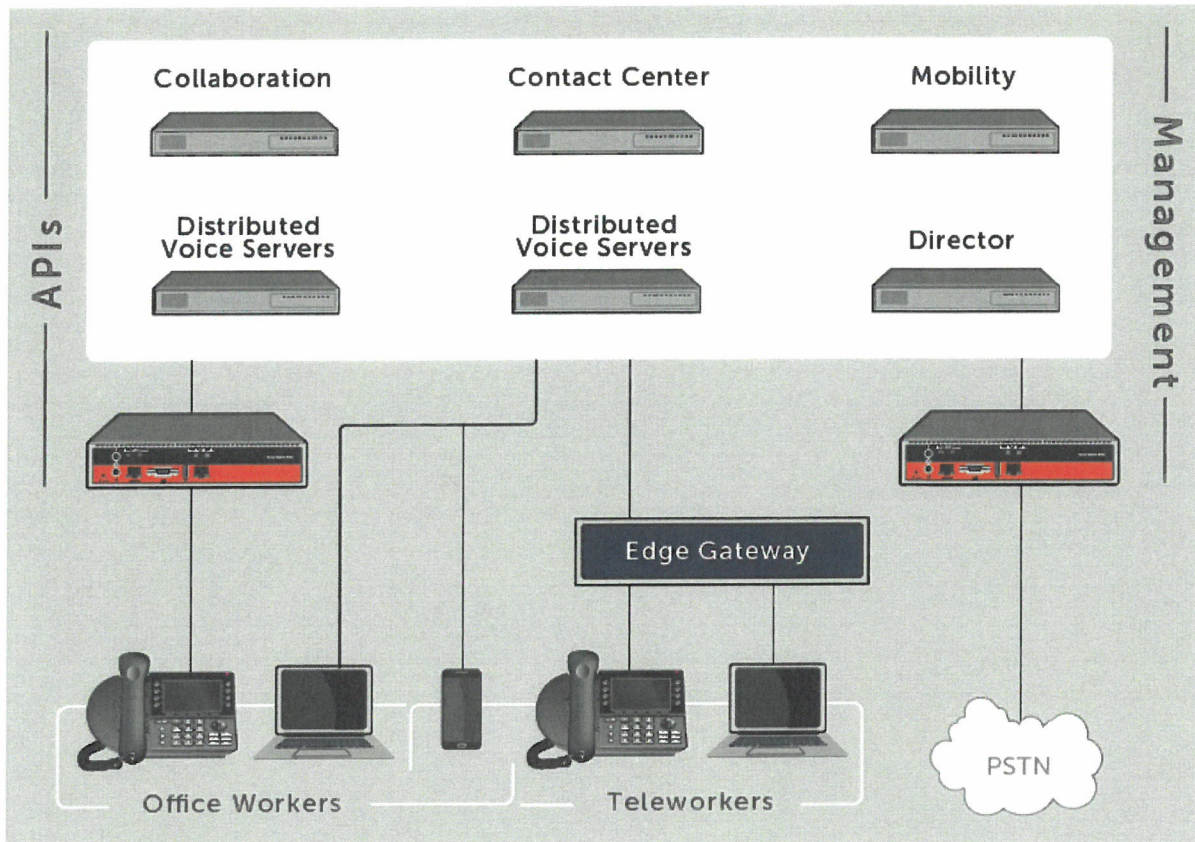 Collaboration
Contact Center
Mobility
Distributed
Voice Servers
Distributed
Voice Servers
Director
APIs
Management
Edge Gateway
Office Workers
Teleworkers
PSTN